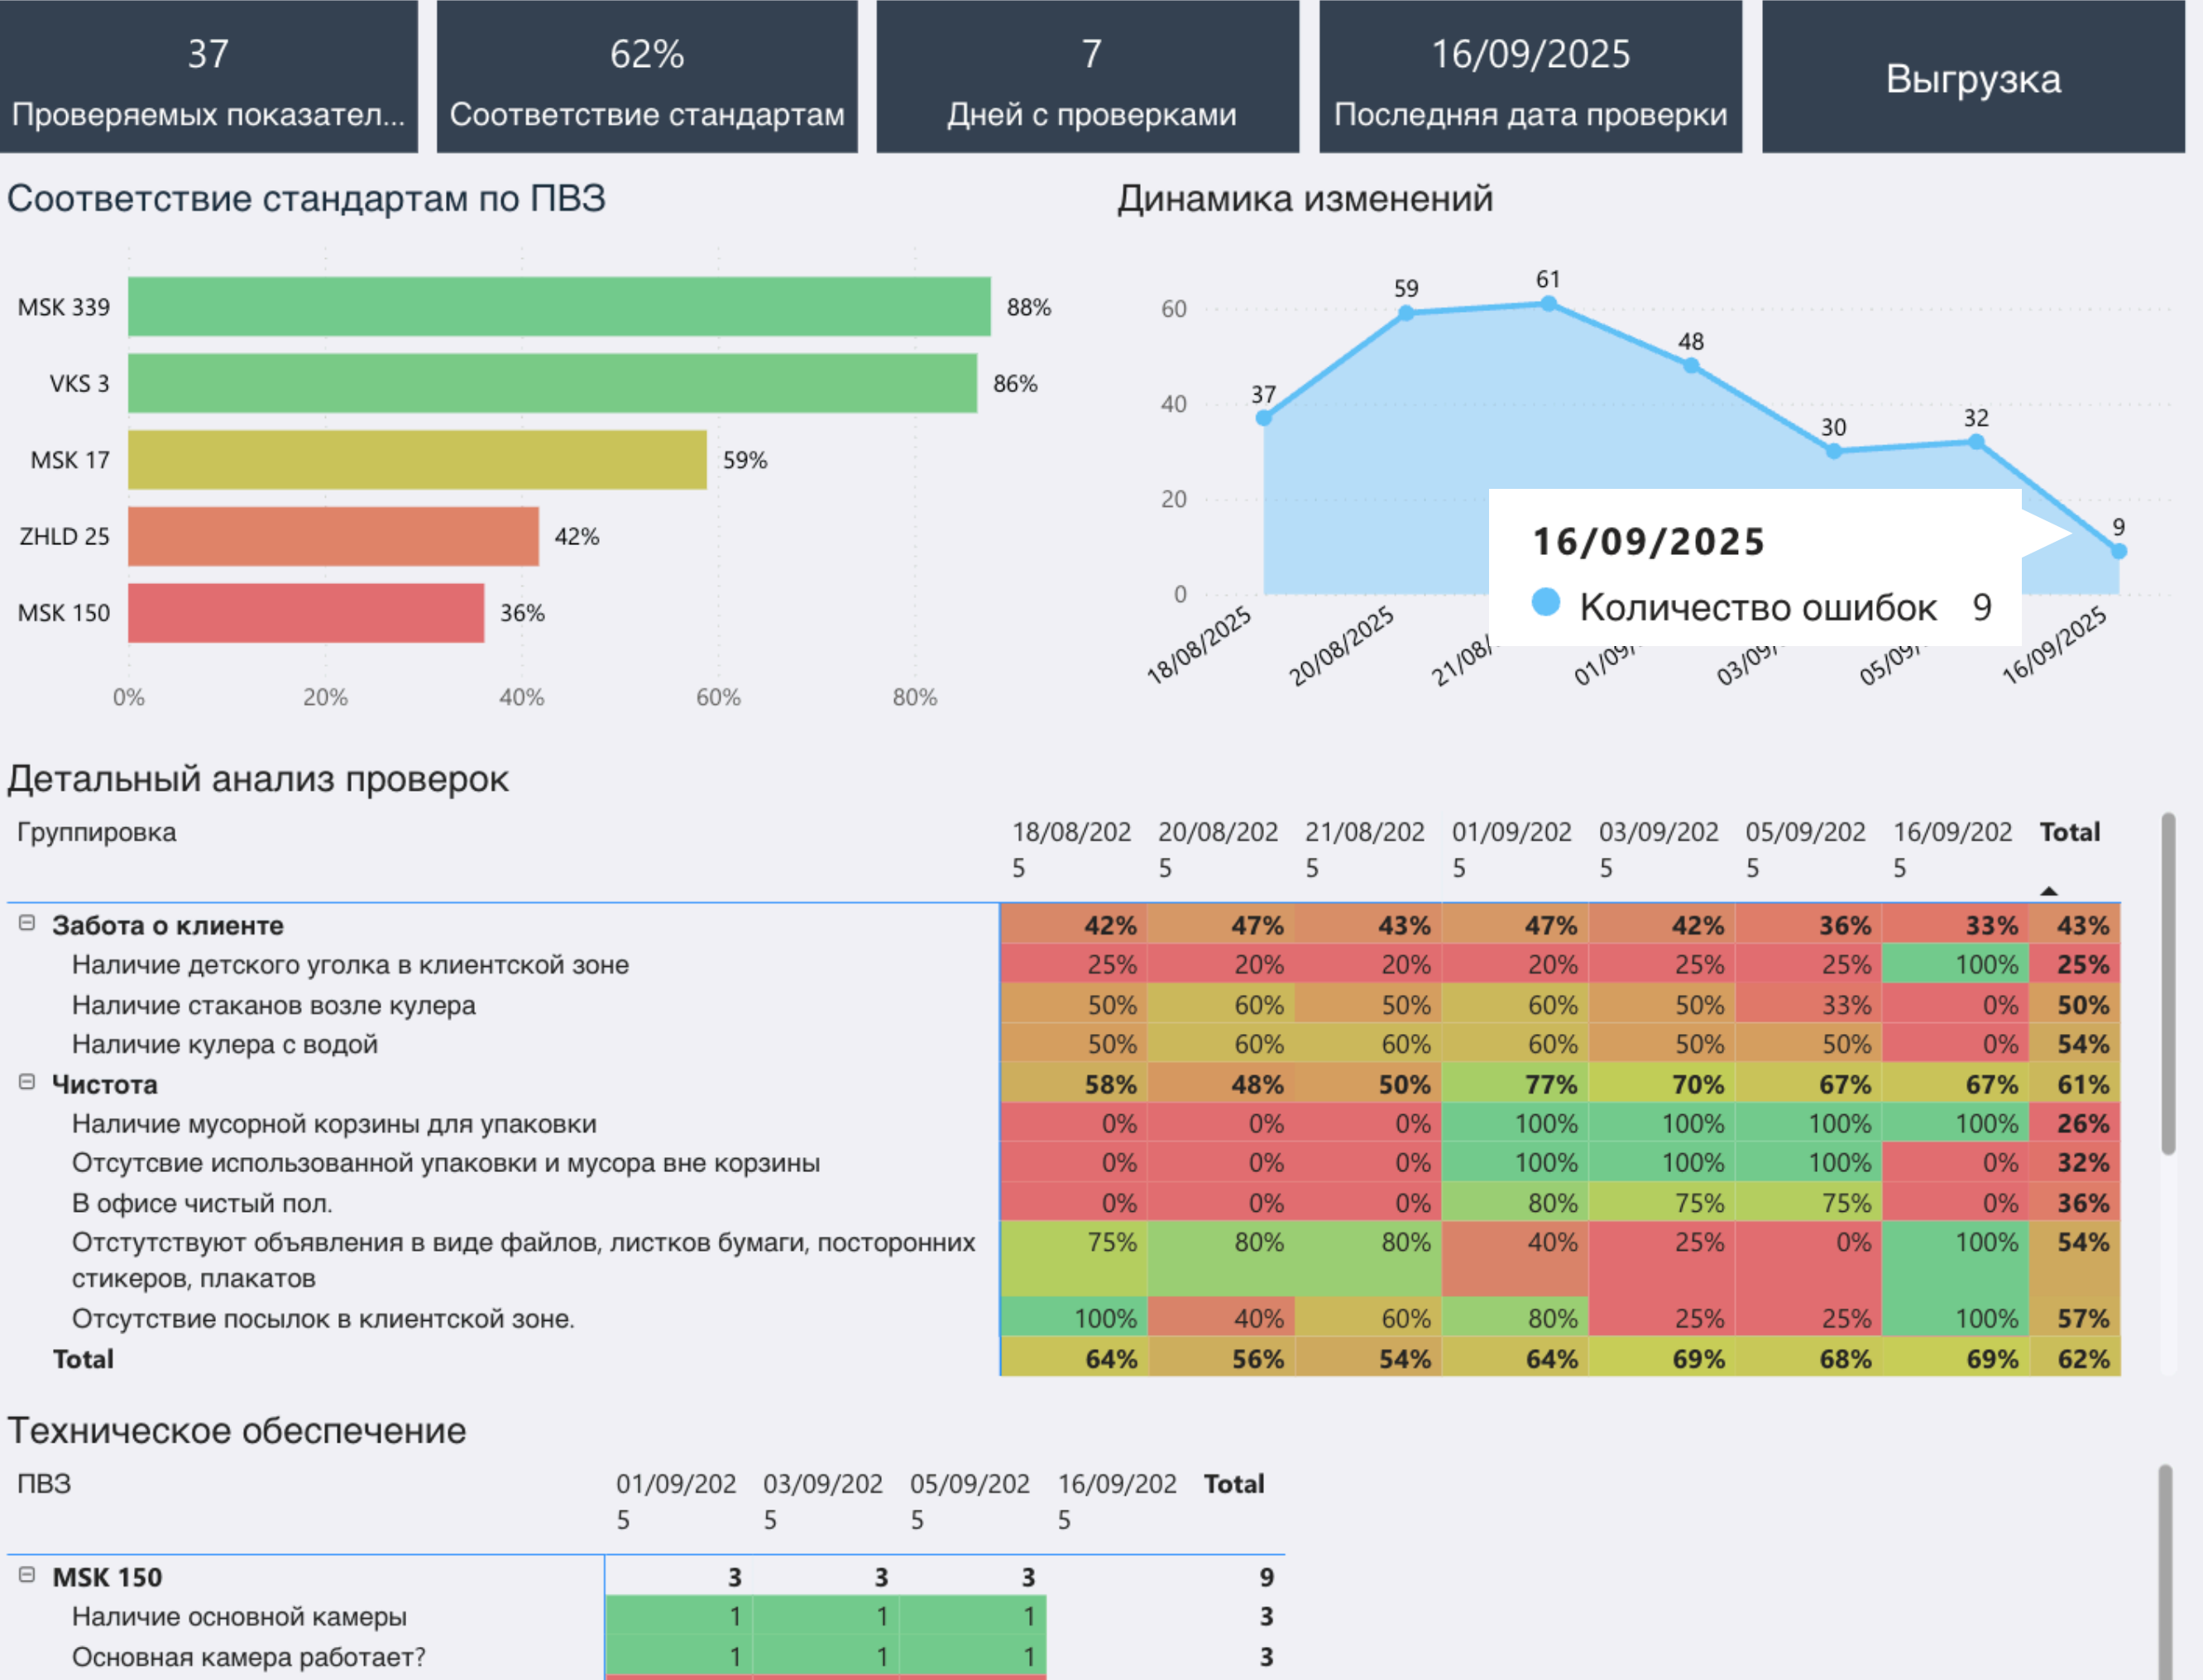 37
Проверяемых показател...
62%
Соответствие стандартам
7
Дней с проверками
16/09/2025
Последняя дата проверки
Выгрузка
Соответствие стандартам по ПВЗ
MSK 339
88%
VKS 3
86%
MSK 17
59%
ZHLD 25
42%
MSK 150
36%
0% 20% 40% 60% 80%
Динамика изменений
60
40
20
0
37
59
61
48
30
32
9
16/09/2025
Количество ошибок 9
18/08/2025
20/08/2025
21/08/
01/09/
03/09/
05/09/
16/09/2025
Детальный анализ проверок
Группировка 18/08/202 20/08/202 21/08/202 01/09/202 03/09/202 05/09/202 16/09/202 Total
5 5 5 5 5 5 5
Забота о клиенте 42% 47% 43% 47% 42% 36% 33% 43%
Наличие детского уголка в клиентской зоне 25% 20% 20% 20% 25% 25% 100% 25%
Наличие стаканов возле кулера 50% 60% 50% 60% 50% 33% 0% 50%
Наличие кулера с водой 50% 60% 60% 60% 50% 50% 0% 54%
Чистота 58% 48% 50% 77% 70% 67% 67% 61%
Наличие мусорной корзины для упаковки 0% 0% 0% 100% 100% 100% 100% 26%
Отсутсвие использованной упаковки и мусора вне корзины 0% 0% 0% 100% 100% 100% 0% 32%
В офисе чистый пол. 0% 0% 0% 80% 75% 75% 0% 36%
Отстутствуют объявления в виде файлов, листков бумаги, посторонних 75% 80% 80% 40% 25% 0% 100% 54%
стикеров, плакатов
Отсутствие посылок в клиентской зоне. 100% 40% 60% 80% 25% 25% 100% 57%
Total 64% 56% 54% 64% 69% 68% 69% 62%
Техническое обеспечение
ПВЗ 01/09/202 03/09/202 05/09/202 16/09/202 Total
5 5 5 5
MSK 150 3 3 3 9
Наличие основной камеры 1 1 1 3
Основная камера работает? 1 1 1 3